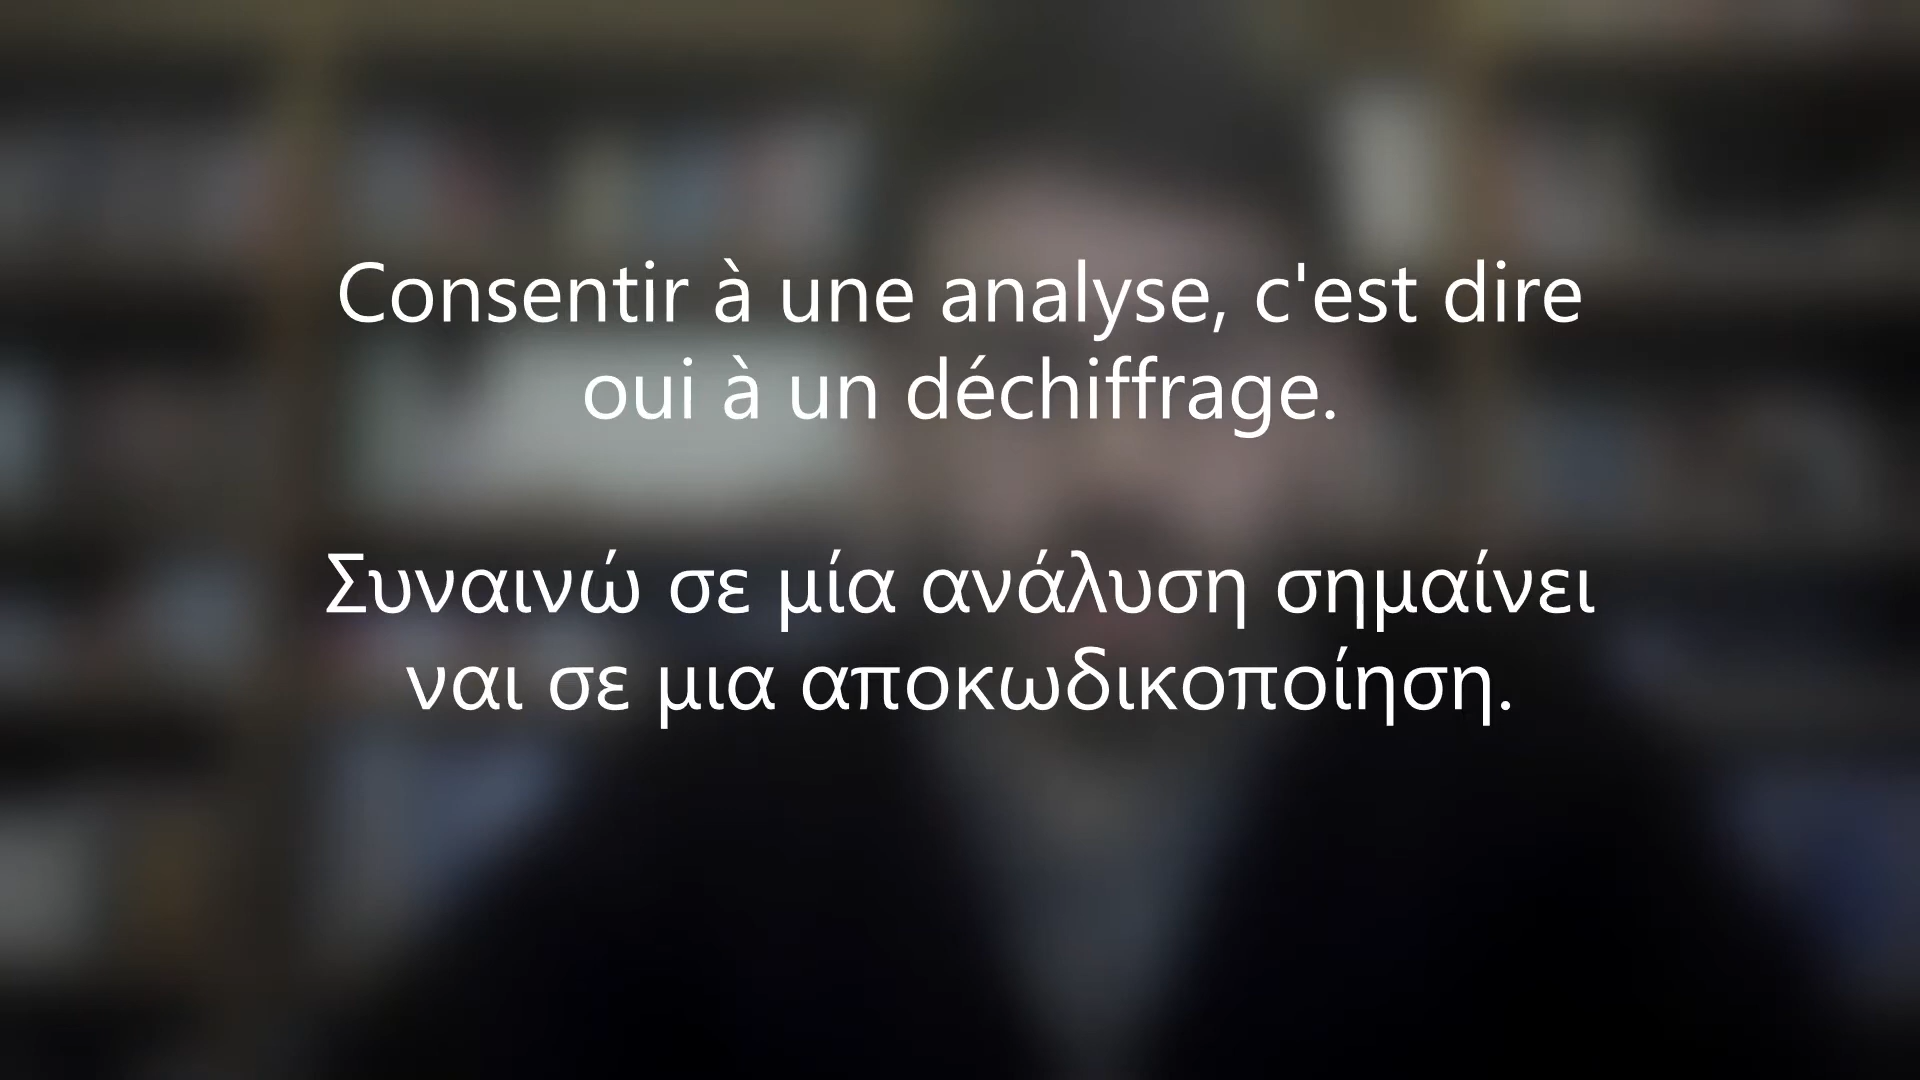 Consentir à une analyse, c'est dire
oui à un déchiffrage.
Συναινώ σε μία ανάλυση σημαίνει
ναι σε μια αποκωδικοποίηση.